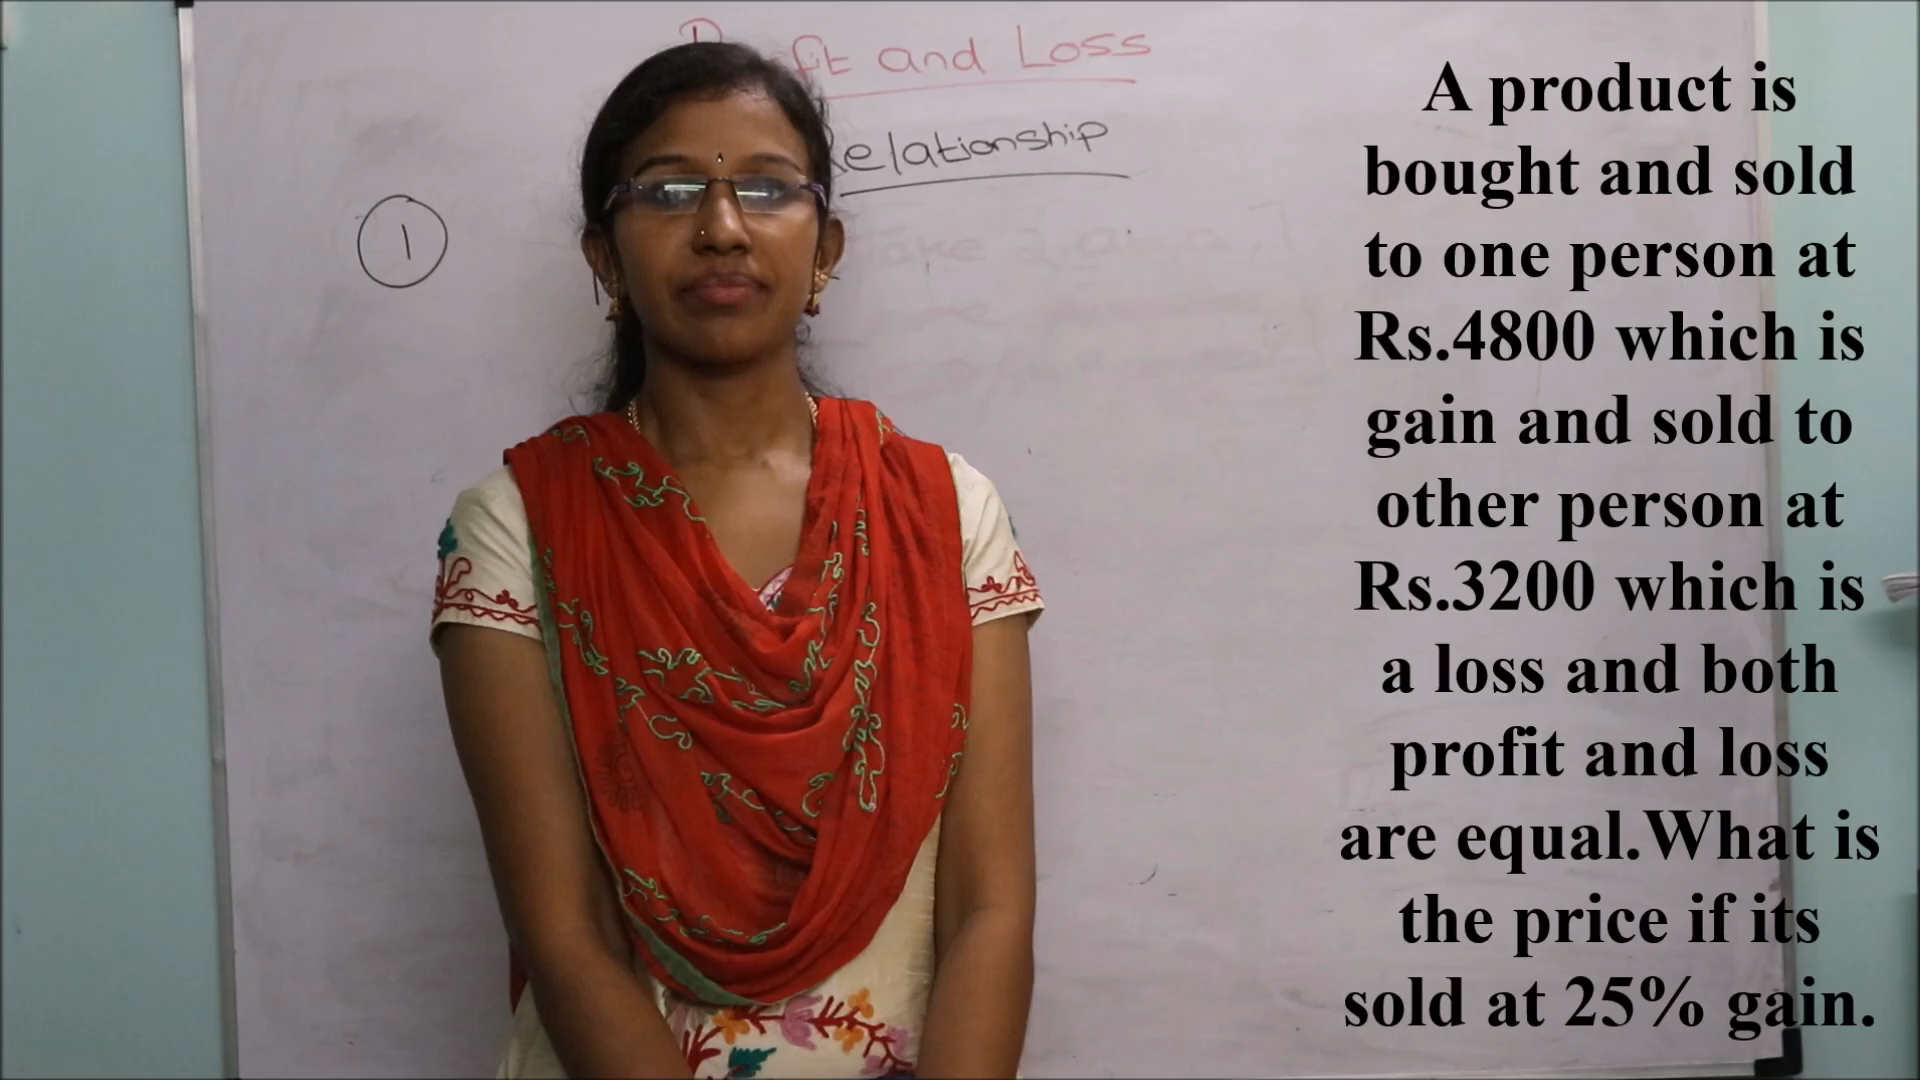 fit and Loss
Relationship
1
A product is
bought and sold
to one person at
Rs.4800 which is
gain and sold to
other person at
Rs.3200 which is
a loss and both
profit and loss
are equal.What is
the price if its
sold at 25% gain.